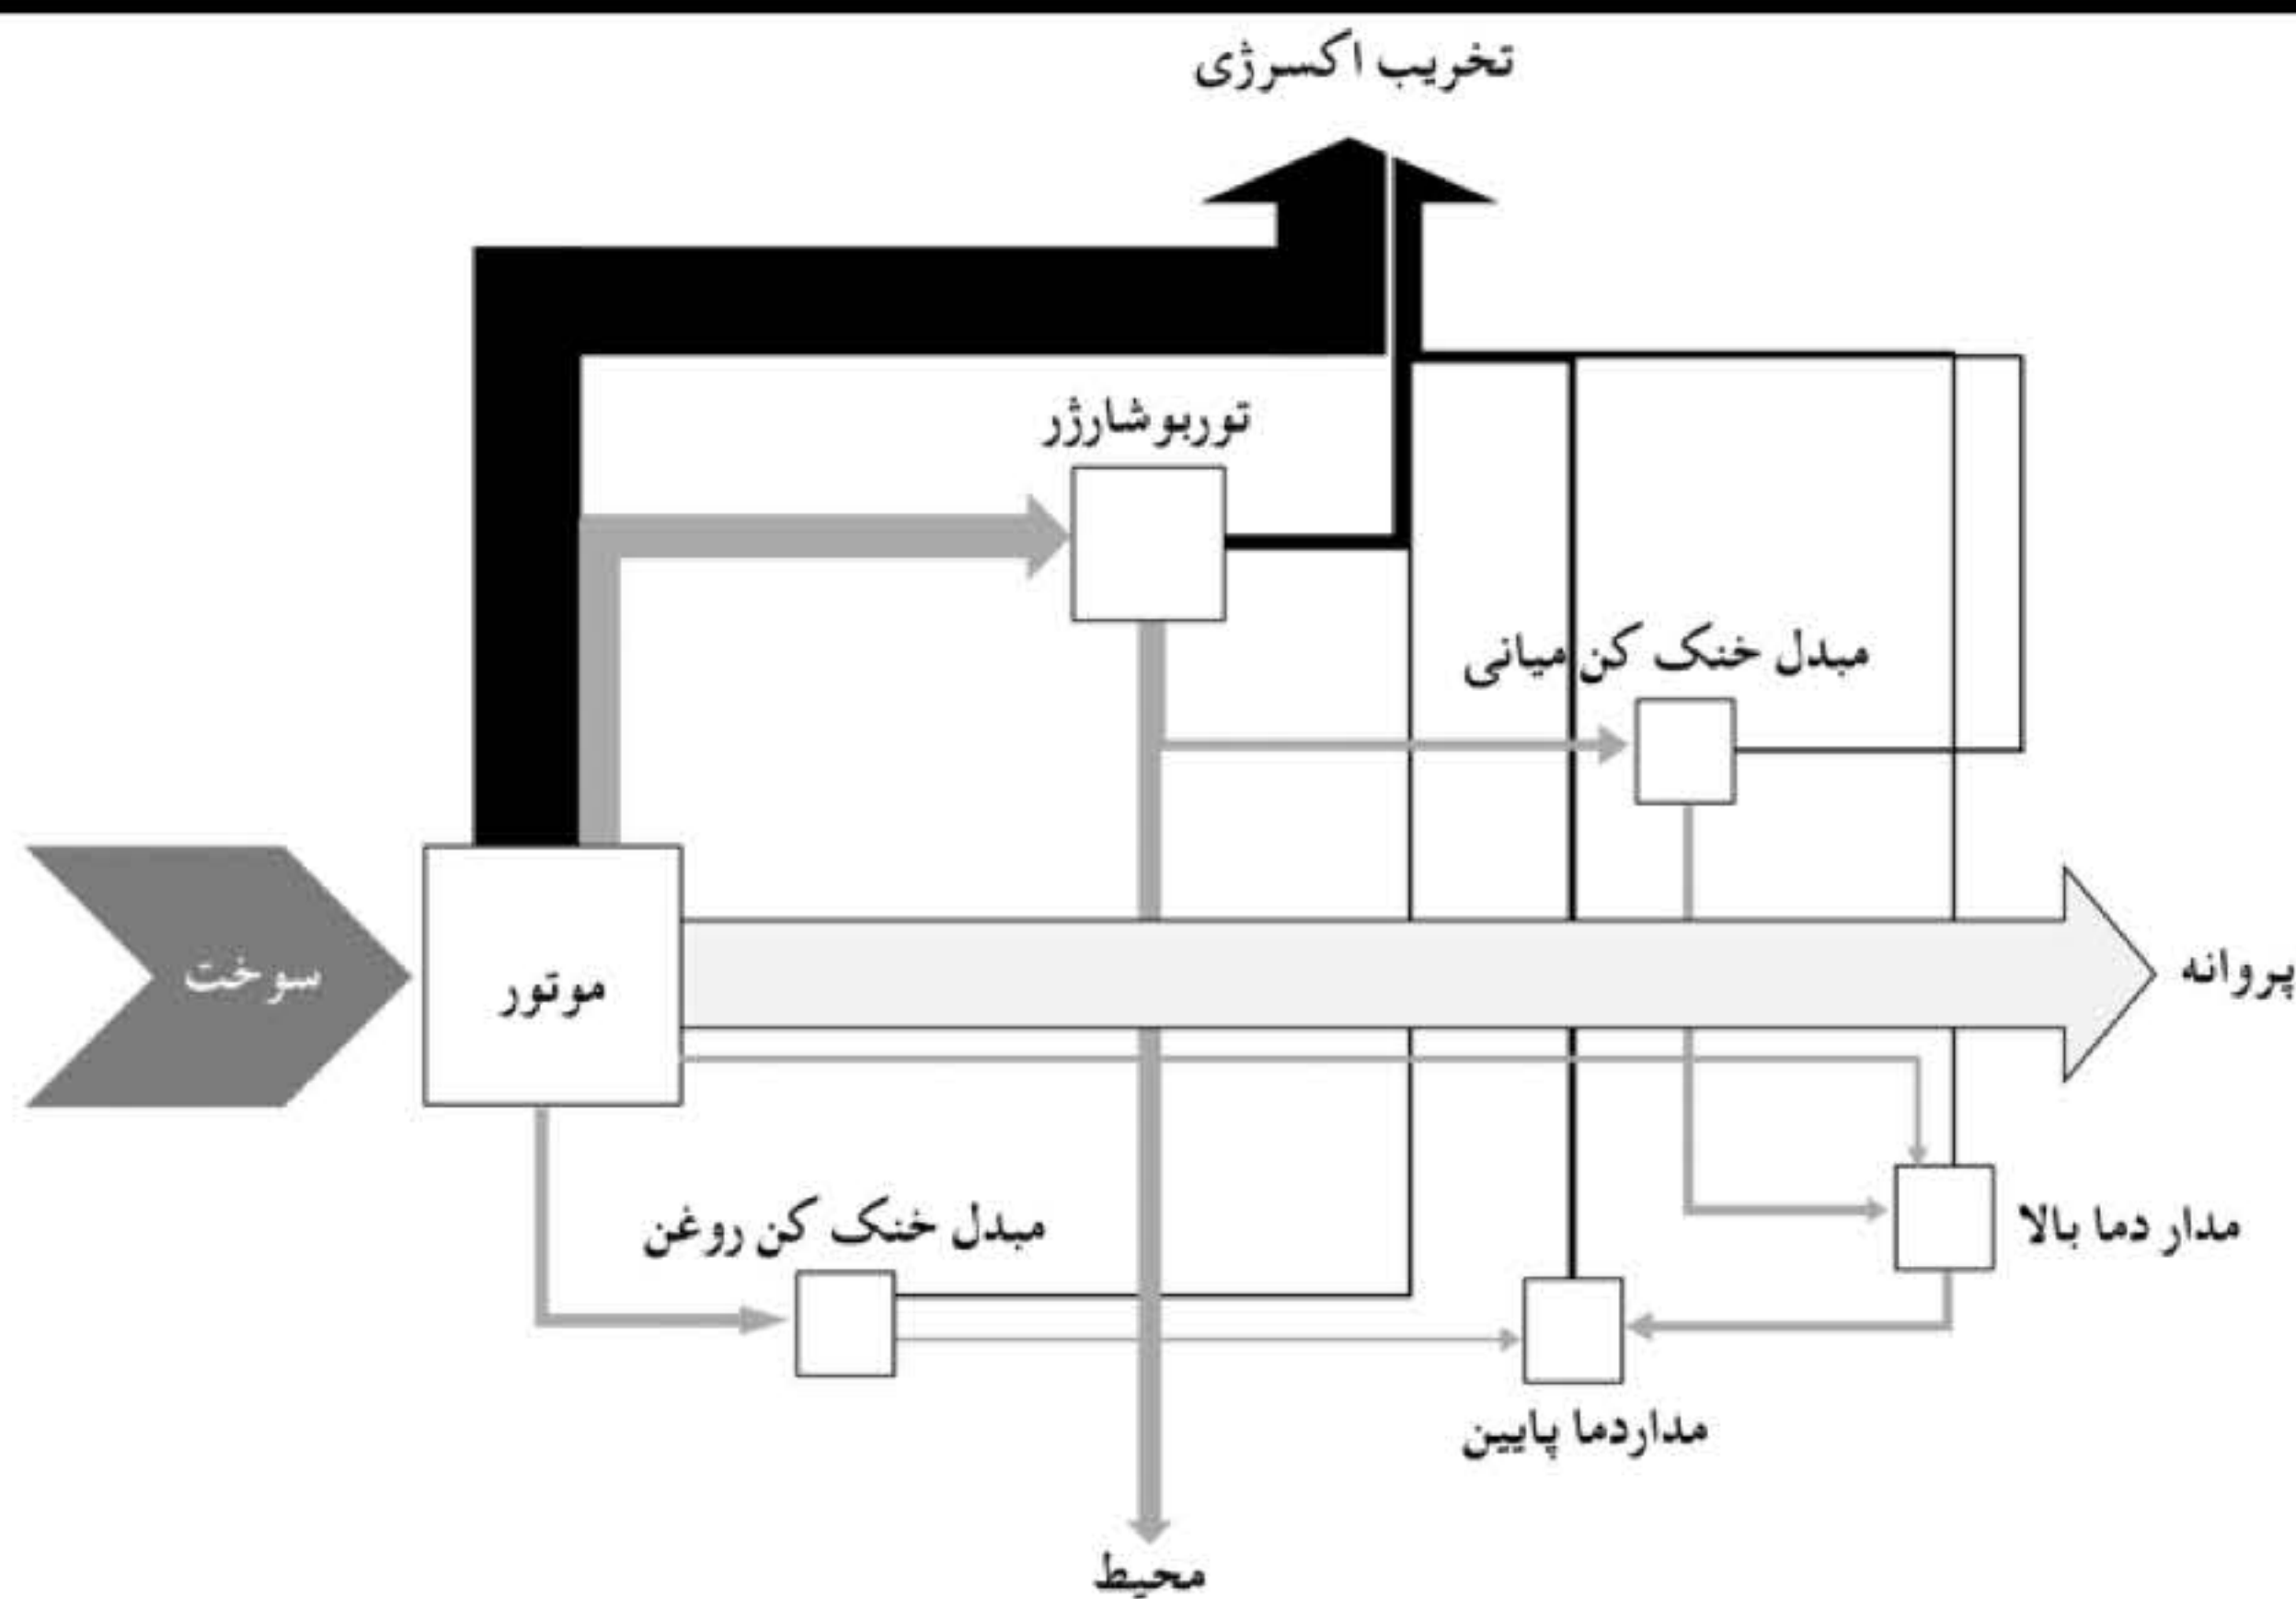 تخریب اکسرژی
توربوشارژر
مبدل خنک کن میانی
سوخت
موتور
پروانه
مبدل خنک کن روغن
مدار دما بالا
مداردما پایین
محیط